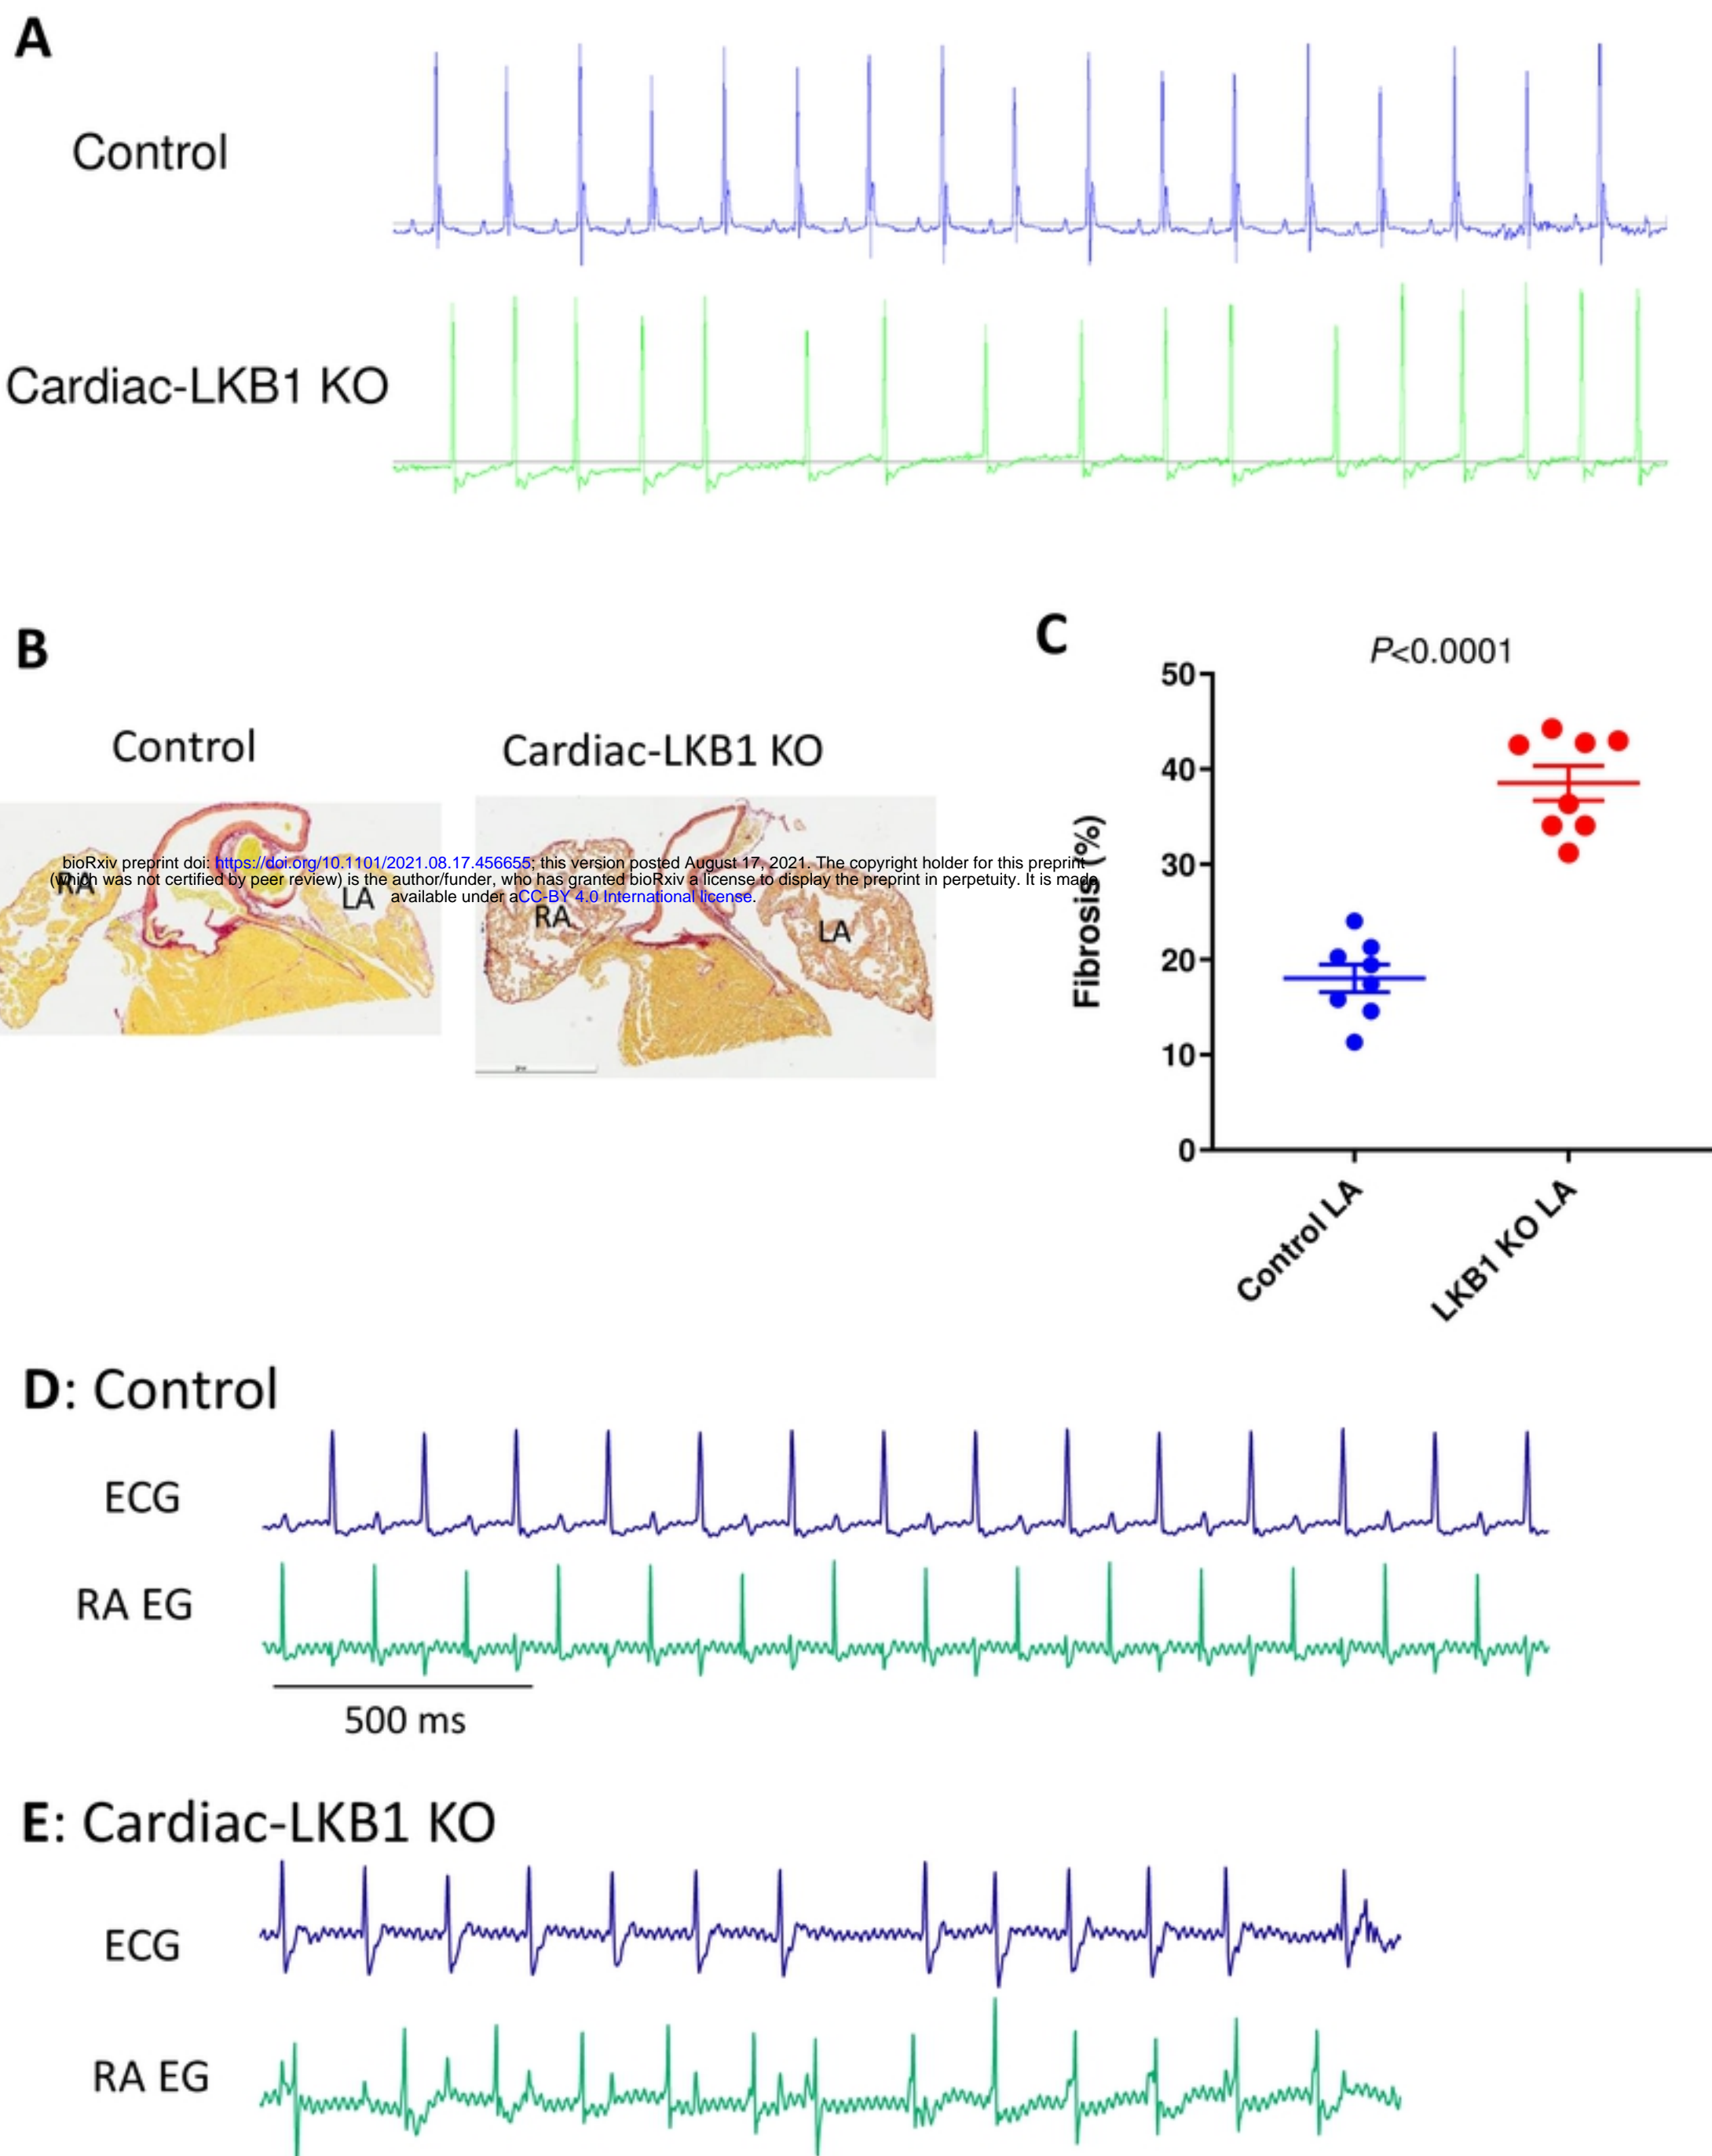 A
Control
Cardiac-LKB1 KO
B
Control
Cardiac-LKB1 KO
bioRxiv preprint doi: https://doi.org/10.1101/2021.08.17.456655; this version posted August 17, 2021. The copyright holder for this preprint
(which was not certified by peer review) is the author/funder, who has granted bioRxiv a license to display the preprint in perpetuity. It is made
available under aCC-BY 4.0 International license.
RA
LA
RA
LA
C
P<0.0001
Fibrosis (%)
50
40
30
20
10
0
Control LA
LKB1 KO LA
D: Control
ECG
RA EG
500 ms
E: Cardiac-LKB1 KO
ECG
RA EG